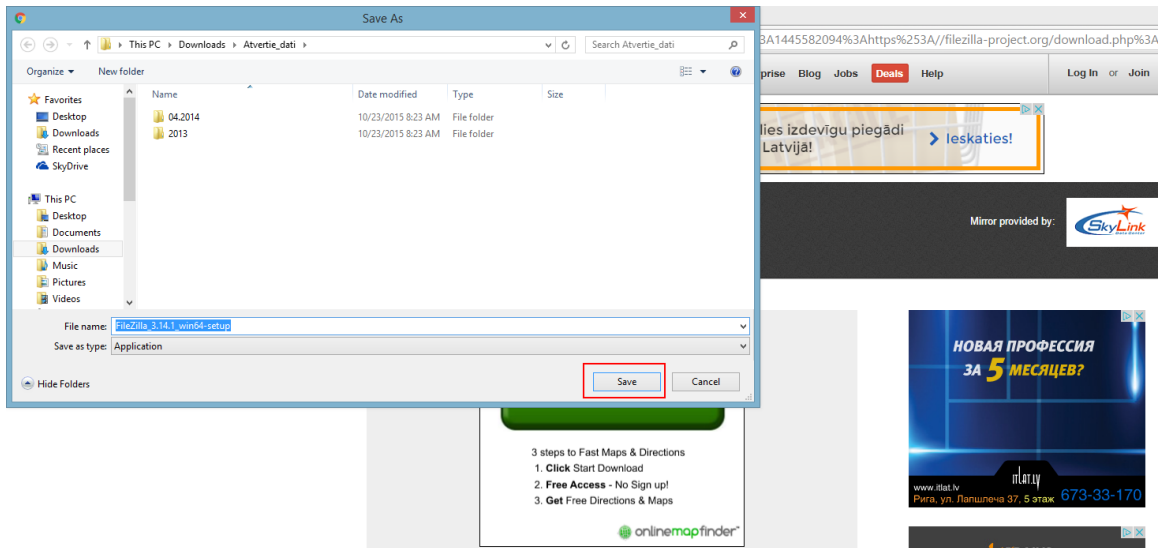 Save As
This PC Downloads Atvertie_dati
Search Atvertie_dati
Organize New folder
Favorites
Desktop
Downloads
Recent places
SkyDrive
This PC
Desktop
Documents
Downloads
Music
Pictures
Videos
Name Date modified Type Size
04.2014 10/23/2015 8:23 AM File folder
2013 10/23/2015 8:23 AM File folder
File name: FileZilla_3.14.1_win64-setup
Save as type: Application
Hide Folders Save Cancel
3A1445582094%3Ahttps%253A//filezilla-project.org/download.php%3A
prise Blog Jobs Deals Help Log In or Join
lies izdevīgu piegādi
Latvijā!
Ieskaties!
Mirror provided by:
SkyLink
Data Center
3 steps to Fast Maps & Directions
1. Click Start Download
2. Free Access - No Sign up!
3. Get Free Directions & Maps
onlinemapfinder
НОВАЯ ПРОФЕССИЯ
ЗА 5 МЕСЯЦЕВ?
itlat.lv
www.itlat.lv
Рига, ул. Лапшлеча 37, 5 этаж 673-33-170